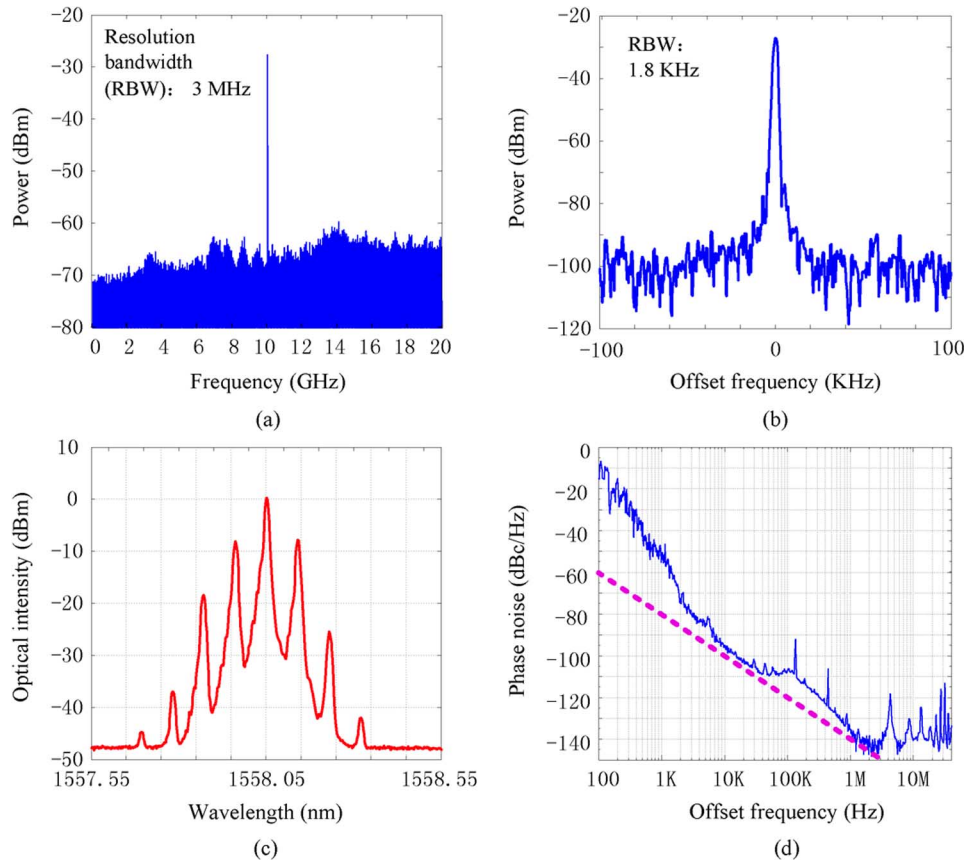 -20
-30
-40
-50
-60
-70
-80
Power (dBm)
Resolution
bandwidth
(RBW): 3 MHz
0 2 4 6 8 10 12 14 16 18 20
Frequency (GHz)
(a)
-20
-40
-60
-80
-100
-120
Power (dBm)
RBW:
1.8 KHz
-100 0 100
Offset frequency (KHz)
(b)
10
0
-10
-20
-30
-40
-50
Optical intensity (dBm)
1557.55 1558.05 1558.55
Wavelength (nm)
(c)
0
-20
-40
-60
-80
-100
-120
-140
Phase noise (dBc/Hz)
100 1K 10K 100K 1M 10M
Offset frequency (Hz)
(d)